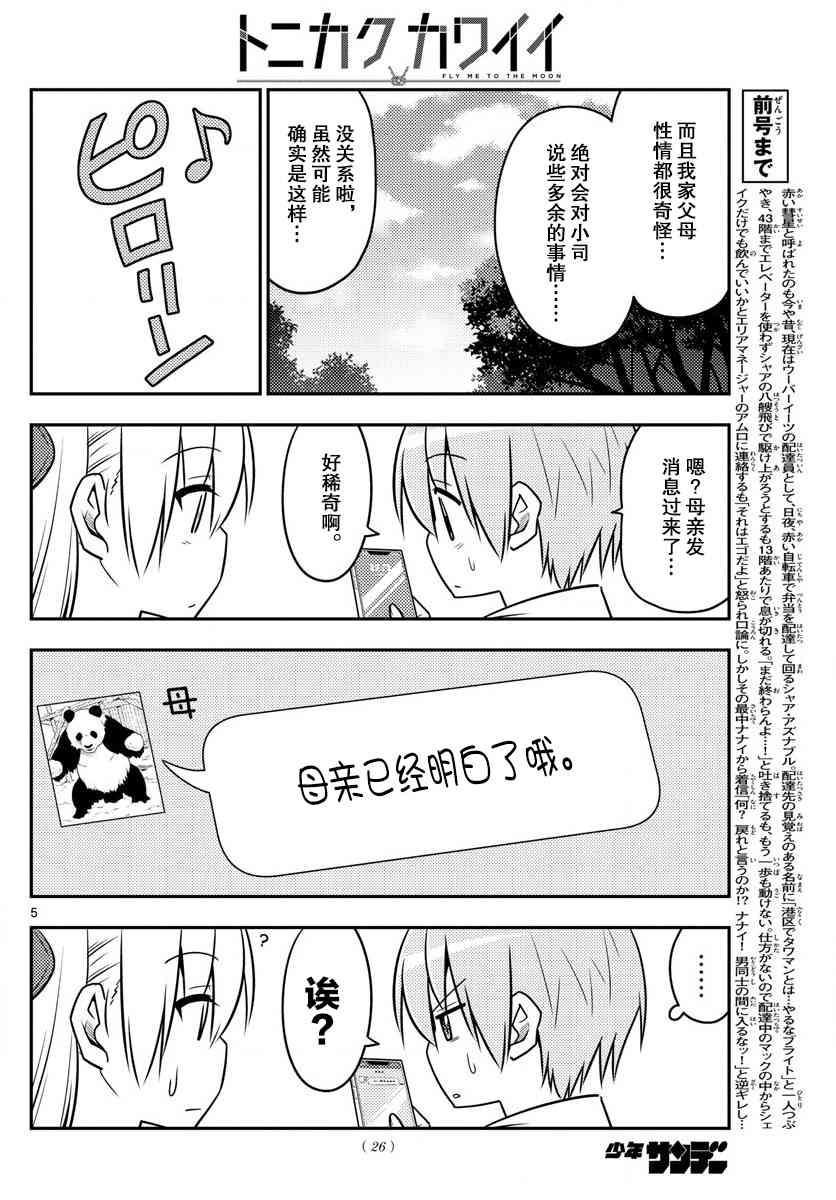 トニカクカワイイ
FLY ME TO THE MOON
前号まで
ぜんごう
赤い彗星と呼ばれたのも今や昔、現在はウーバーイーツの配達員として、日夜、赤い自転車で弁当を配達して回るシャア・アズナブル。配達先の見覚えのある名前に「港区でタワマンとは…やるなブライト」と一人つぶ
やき、43階までエレベーターを使わずシャアの八艘飛びで駆け上がろうとするも13階あたりで息が切れる。「まだ終わらんよ…!」と吐き捨てるも、もう一歩も動けない。仕方がないので配達中のマックの中からシェ
イクだけでも飲んでいいかとエリアマネージャーのアムロに連絡するも「それはエゴだよ」と怒られ口論に。しかしその最中ナナイから着信「何? 戻れと言うのか!? ナナイ! 男同士の間に入るなッ!」と逆ギレし…
而且我家父母
性情都很奇怪…
绝对会对小司
说些多余的事情…
没关系啦，
虽然可能
确实是这样…
♪
ピロリーン
嗯？母亲发
消息过来了…
好稀奇啊。
母
母亲已经明白了哦。
5
……
诶？
?
(26)
少年サンデー